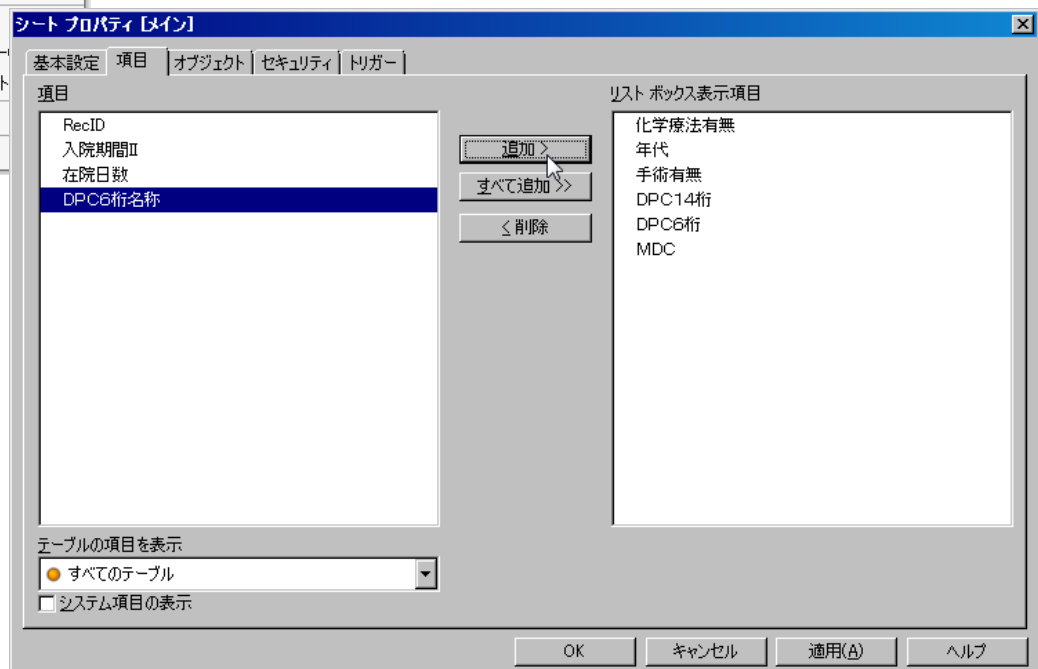 シート プロパティ [メイン]
基本設定 項目 オブジェクト セキュリティ トリガー
項目
リスト ボックス表示項目
RecID
入院期間Ⅱ
在院日数
DPC6桁名称
追加 >
すべて追加 >>
< 削除
化学療法有無
年代
手術有無
DPC14桁
DPC6桁
MDC
テーブルの項目を表示
すべてのテーブル
システム項目の表示
OK キャンセル 適用(A) ヘルプ